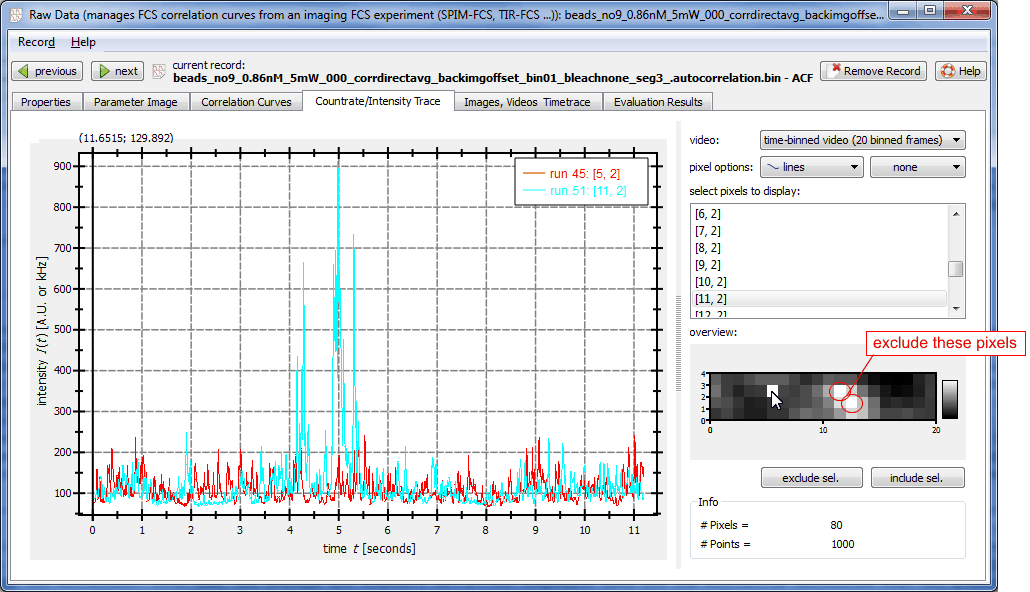 Raw Data (manages FCS correlation curves from an imaging FCS experiment (SPIM-FCS, TIR-FCS ...)): beads_no9_0.86nM_5mW_000_corrdirectavg_backimgoffse...
Record Help
previous next current record: Remove Record Help
beads_no9_0.86nM_5mW_000_corrdirectavg_backimgoffset_bin01_bleachnone_seg3_.autocorrelation.bin - ACF
Properties Parameter Image Correlation Curves Countrate/Intensity Trace Images, Videos Timetrace Evaluation Results
(11.6515; 129.892)
900
800
700
600
500
400
300
200
100
intensity I(t) [A.U. or kHz]
run 45: [5, 2]
run 51: [11, 2]
0 1 2 3 4 5 6 7 8 9 10 11
time t [seconds]
video: time-binned video (20 binned frames)
pixel options: lines none
select pixels to display:
[6, 2]
[7, 2]
[8, 2]
[9, 2]
[10, 2]
[11, 2]
[12, 2]
overview:
exclude these pixels
4
3
2
1
0
0 10 20
exclude sel. include sel.
Info
# Pixels = 80
# Points = 1000